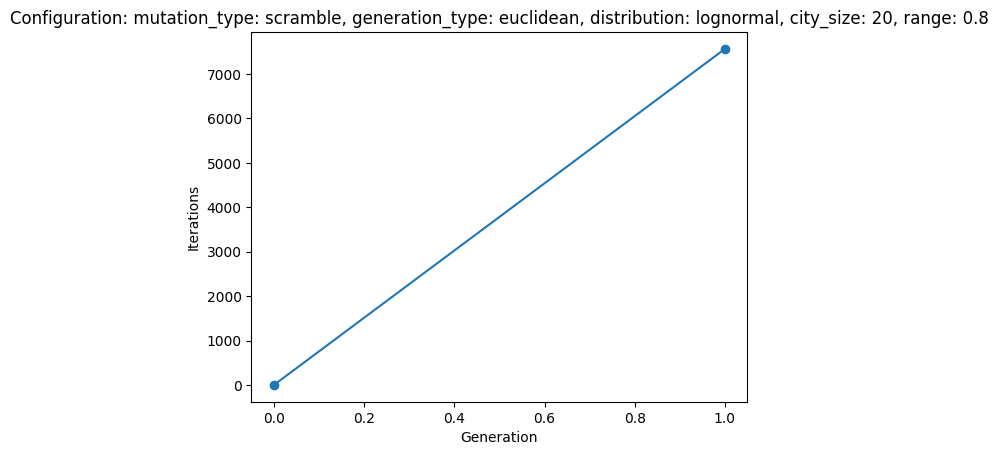 Configuration: mutation_type: scramble, generation_type: euclidean, distribution: lognormal, city_size: 20, range: 0.8
7000
6000
5000
4000
3000
2000
1000
0
Iterations
0.0 0.2 0.4 0.6 0.8 1.0
Generation